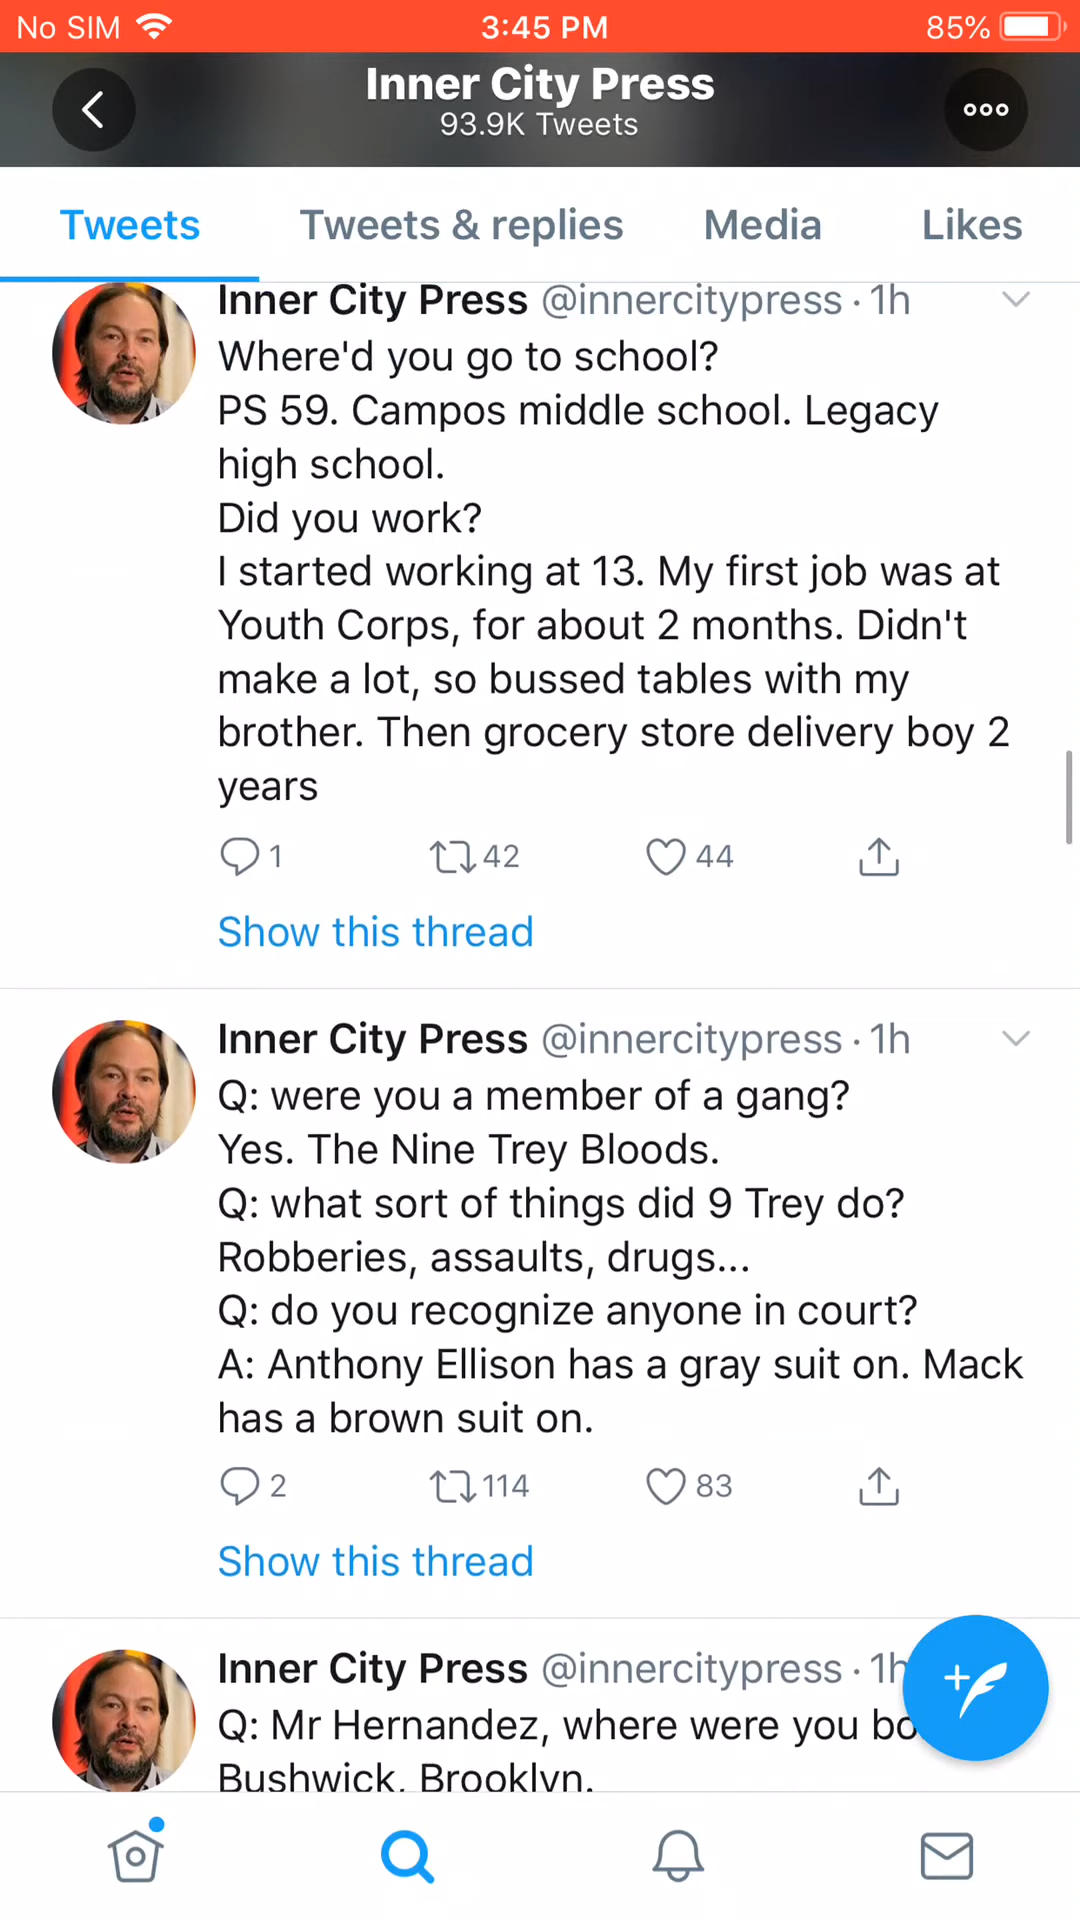 No SIM 3:45 PM 85%
Inner City Press
93.9K Tweets
Tweets Tweets & replies Media Likes
Inner City Press @innercitypress · 1h
Where'd you go to school?
PS 59. Campos middle school. Legacy
high school.
Did you work?
I started working at 13. My first job was at
Youth Corps, for about 2 months. Didn't
make a lot, so bussed tables with my
brother. Then grocery store delivery boy 2
years
1 42 44
Show this thread
Inner City Press @innercitypress · 1h
Q: were you a member of a gang?
Yes. The Nine Trey Bloods.
Q: what sort of things did 9 Trey do?
Robberies, assaults, drugs...
Q: do you recognize anyone in court?
A: Anthony Ellison has a gray suit on. Mack
has a brown suit on.
2 114 83
Show this thread
Inner City Press @innercitypress · 1h
Q: Mr Hernandez, where were you bo
Bushwick, Brooklyn.